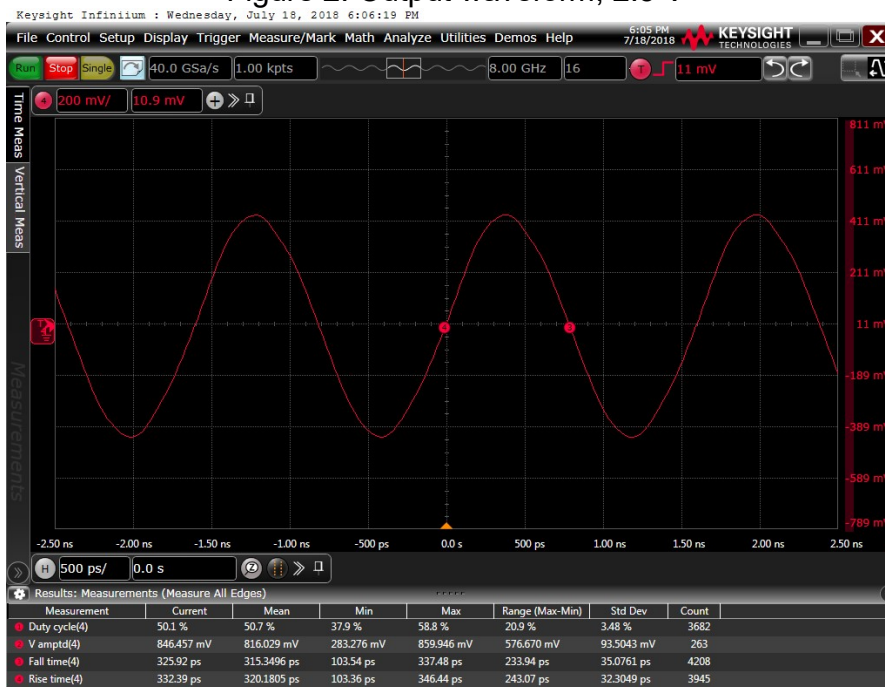 Keysight Infiniium : Wednesday, July 18, 2018 6:06:19 PM
File Control Setup Display Trigger Measure/Mark Math Analyze Utilities Demos Help 6:05 PM 7/18/2018 KEYSIGHT TECHNOLOGIES
Run Stop Single 40.0 GSa/s 1.00 kpts 8.00 GHz 16 T 11 mV
4 200 mV/ 10.9 mV
Time Meas
Vertical Meas
Measurements
811 m
611 m
411 m
211 m
11 m
-189 m
-389 m
-589 m
-789 m
T
4
3
-2.50 ns -2.00 ns -1.50 ns -1.00 ns -500 ps 0.0 s 500 ps 1.00 ns 1.50 ns 2.00 ns 2.50 ns
H 500 ps/ 0.0 s
Results: Measurements (Measure All Edges)
Measurement Current Mean Min Max Range (Max-Min) Std Dev Count
Duty cycle(4) 50.1 % 50.7 % 37.9 % 58.8 % 20.9 % 3.48 % 3682
V amptd(4) 846.457 mV 816.029 mV 283.276 mV 859.946 mV 576.670 mV 93.5043 mV 263
Fall time(4) 325.92 ps 315.3496 ps 103.54 ps 337.48 ps 233.94 ps 35.0761 ps 4208
Rise time(4) 332.39 ps 320.1805 ps 103.36 ps 346.44 ps 243.07 ps 32.3049 ps 3945